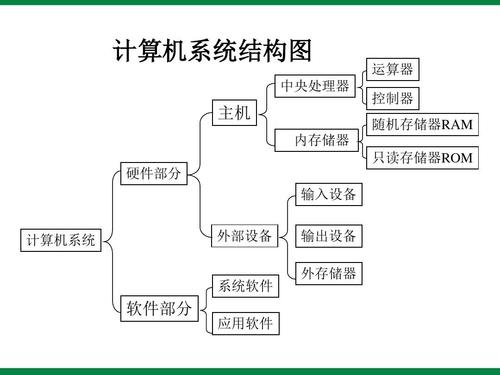 计算机系统结构图
运算器
中央处理器
控制器
主机
随机存储器RAM
内存储器
只读存储器ROM
硬件部分
输入设备
外部设备
输出设备
计算机系统
外存储器
系统软件
软件部分
应用软件